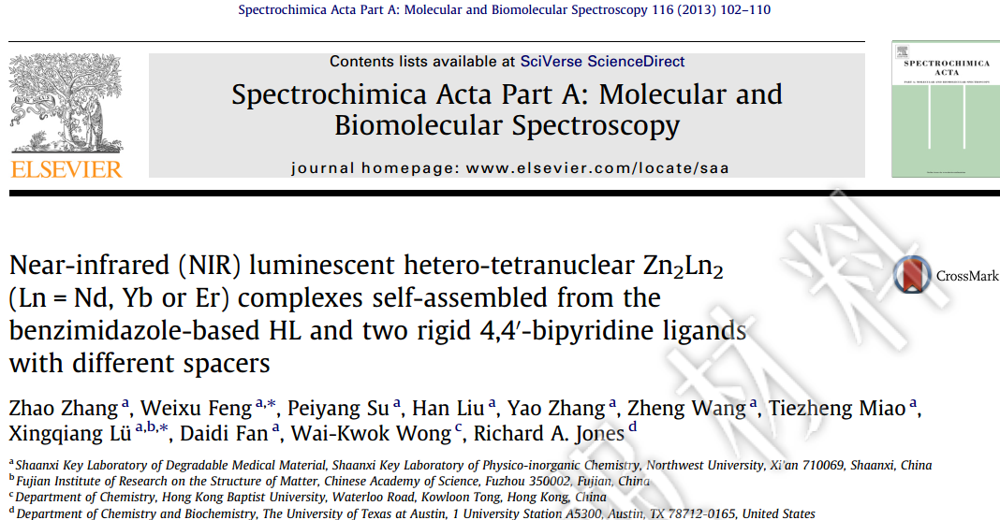 Spectrochimica Acta Part A: Molecular and Biomolecular Spectroscopy 116 (2013) 102–110
Contents lists available at SciVerse ScienceDirect
Spectrochimica Acta Part A: Molecular and
Biomolecular Spectroscopy
journal homepage: www.elsevier.com/locate/saa
ELSEVIER
SPECTROCHIMICA
ACTA
PART A: MOLECULAR AND BIOMOLECULAR SPECTROSCOPY
Near-infrared (NIR) luminescent hetero-tetranuclear Zn₂Ln₂
(Ln = Nd, Yb or Er) complexes self-assembled from the
benzimidazole-based HL and two rigid 4,4′-bipyridine ligands
with different spacers
CrossMark
Zhao Zhang ᵃ, Weixu Feng ᵃ,*, Peiyang Su ᵃ, Han Liu ᵃ, Yao Zhang ᵃ, Zheng Wang ᵃ, Tiezheng Miao ᵃ,
Xingqiang Lü ᵃ,ᵇ,*, Daidi Fan ᵃ, Wai-Kwok Wong ᶜ, Richard A. Jones ᵈ
ᵃ Shaanxi Key Laboratory of Degradable Medical Material, Shaanxi Key Laboratory of Physico-inorganic Chemistry, Northwest University, Xi'an 710069, Shaanxi, China
ᵇ Fujian Institute of Research on the Structure of Matter, Chinese Academy of Science, Fuzhou 350002, Fujian, China
ᶜ Department of Chemistry, Hong Kong Baptist University, Waterloo Road, Kowloon Tong, Hong Kong, China
ᵈ Department of Chemistry and Biochemistry, The University of Texas at Austin, 1 University Station A5300, Austin, TX 78712-0165, United States
材料